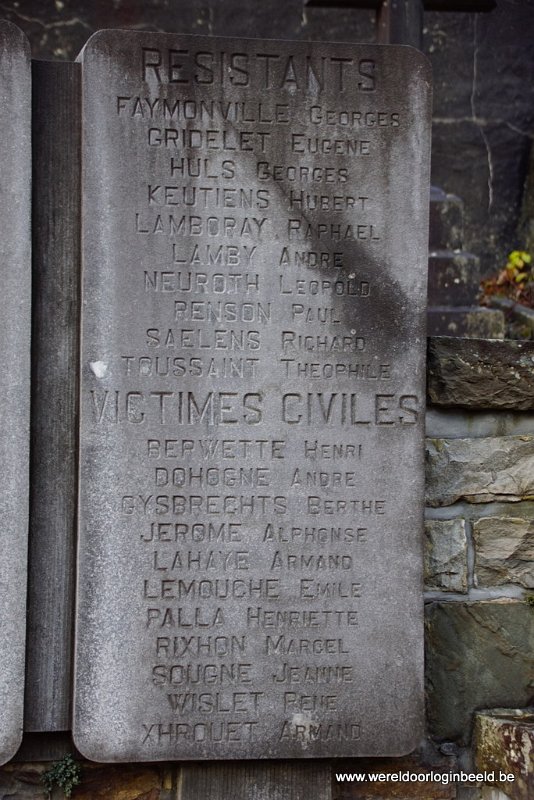 RESISTANTS
FAYMONVILLE GEORGES
GRIDELET EUGENE
HULS GEORGES
KEUTIENS HUBERT
LAMBORAY RAPHAEL
LAMBY ANDRE
NEUROTH LEOPOLD
RENSON PAUL
SAELENS RICHARD
TOUSSAINT THEOPHILE
VICTIMES CIVILES
BERWETTE HENRI
DOHOGNE ANDRE
GYSBRECHTS BERTHE
JEROME ALPHONSE
LAHAYE ARMAND
LEMOUCHE EMILE
PALLA HENRIETTE
RIXHON MARCEL
SOUGNE JEANNE
WISLET RENE
XHROUET ARMAND
www.wereldoorloginbeeld.be